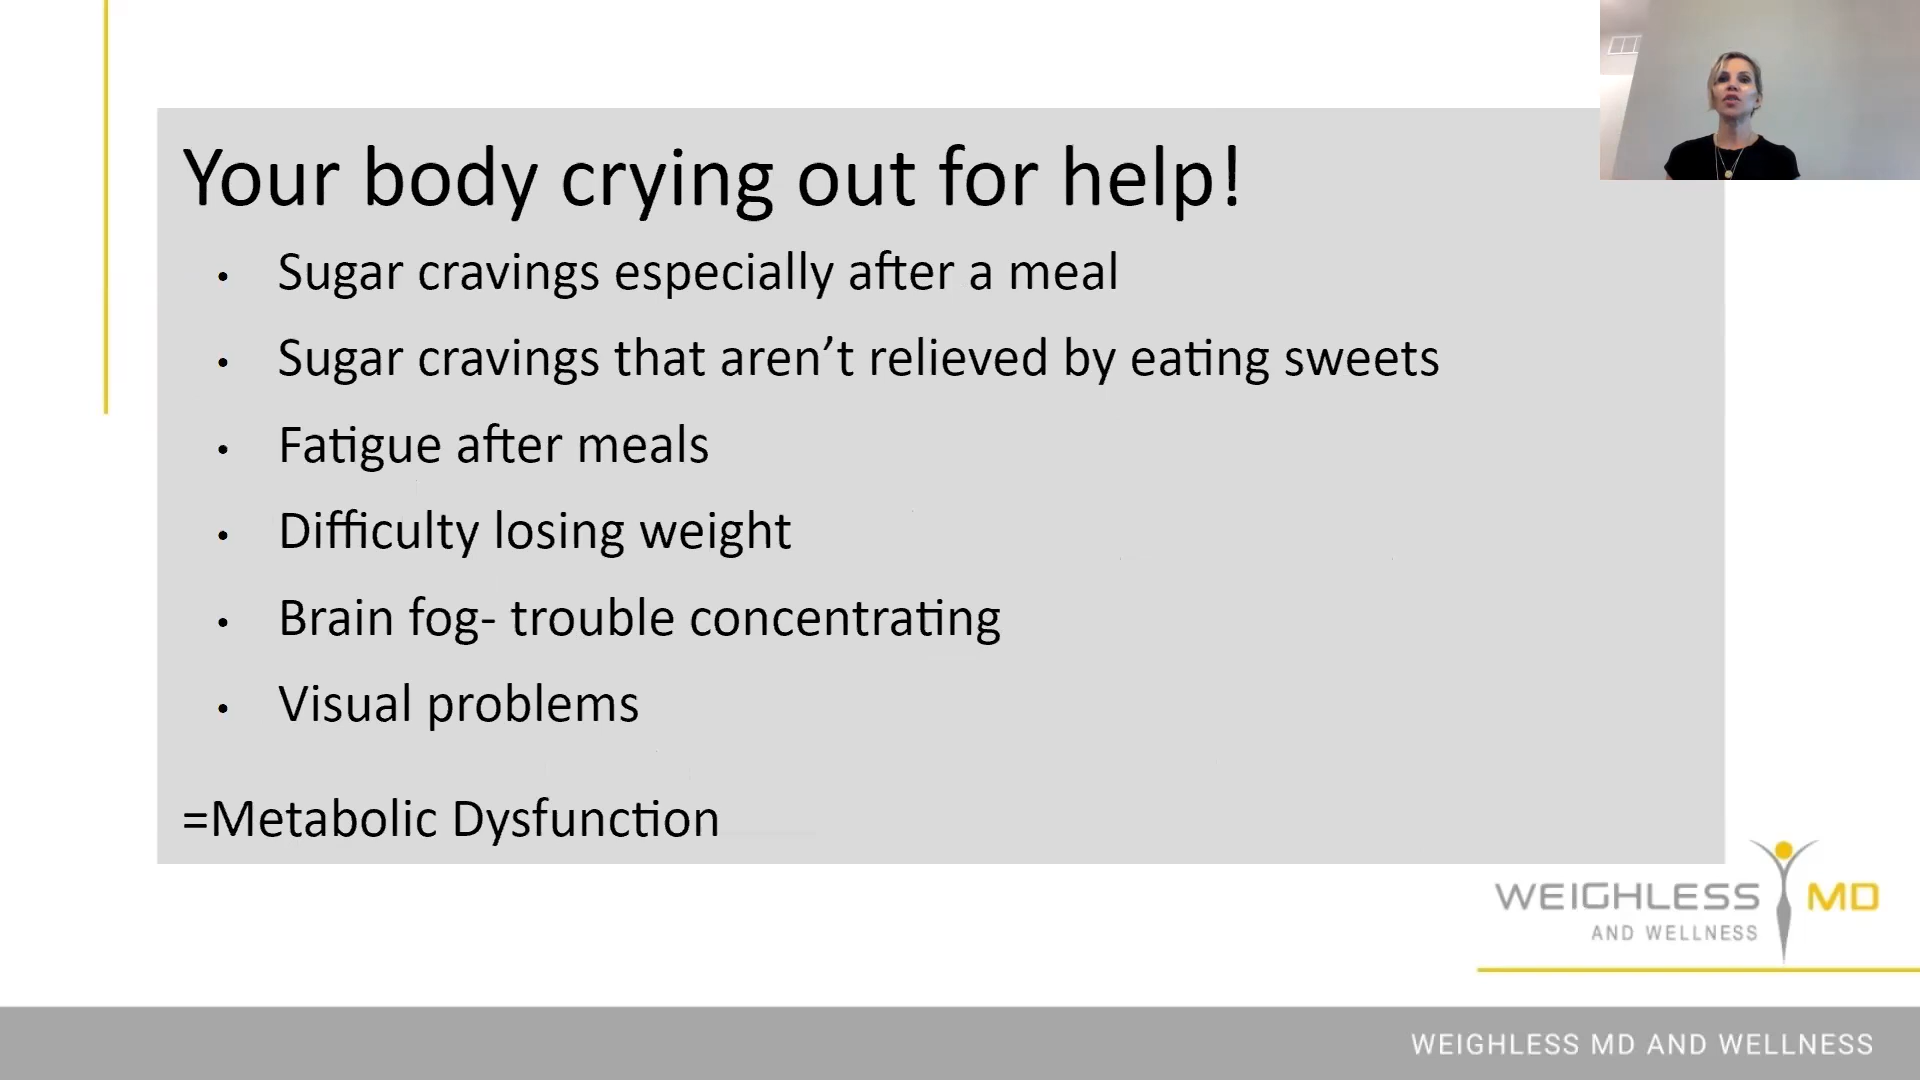 Your body crying out for help!
• Sugar cravings especially after a meal
• Sugar cravings that aren’t relieved by eating sweets
• Fatigue after meals
• Difficulty losing weight
• Brain fog- trouble concentrating
• Visual problems
=Metabolic Dysfunction
WEIGHLESS MD
AND WELLNESS
WEIGHLESS MD AND WELLNESS